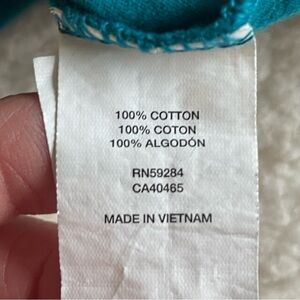 100% COTTON
100% COTON
100% ALGODÓN
RN59284
CA40465
MADE IN VIETNAM